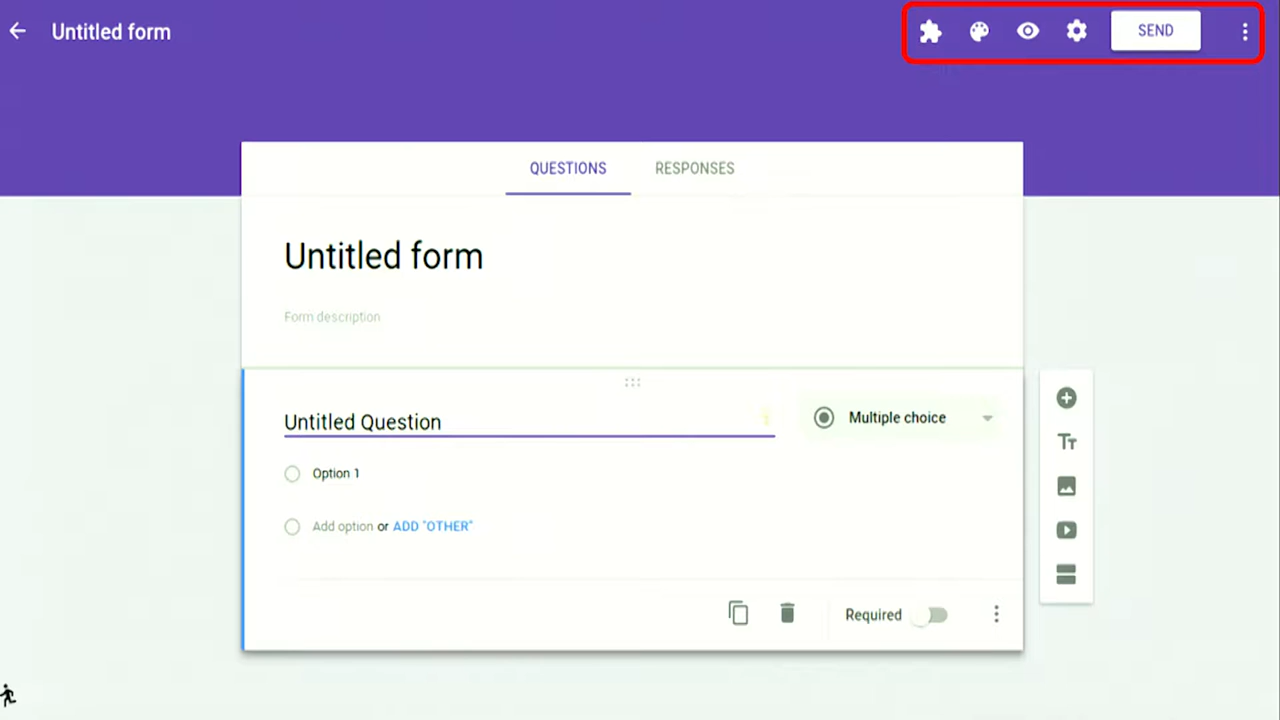 Untitled form
SEND
QUESTIONS RESPONSES
Untitled form
Form description
Untitled Question
Multiple choice
Option 1
Add option or ADD "OTHER"
Required